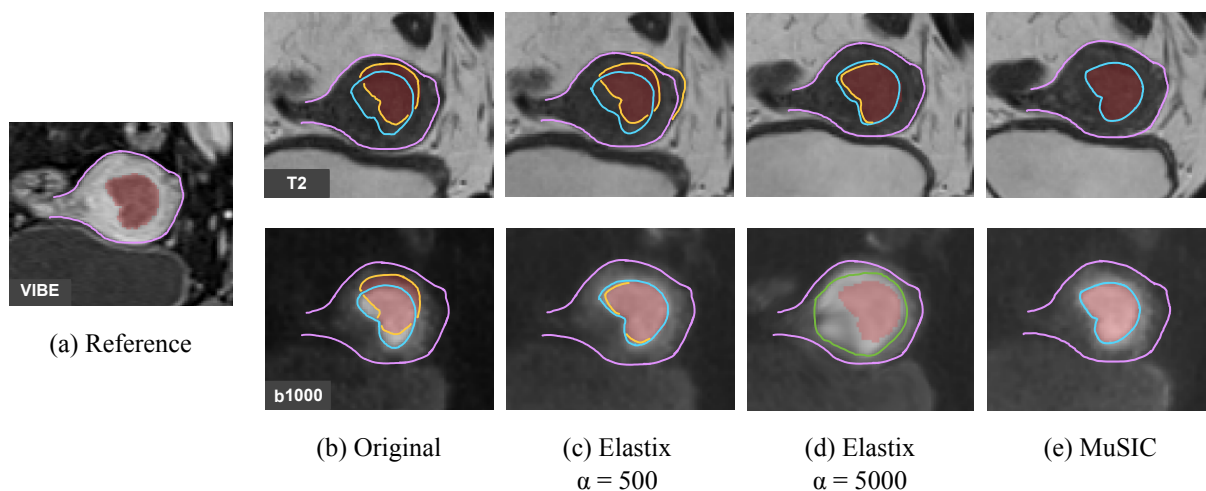 T2
VIBE
b1000
(a) Reference
(b) Original
(c) Elastix
α = 500
(d) Elastix
α = 5000
(e) MuSIC